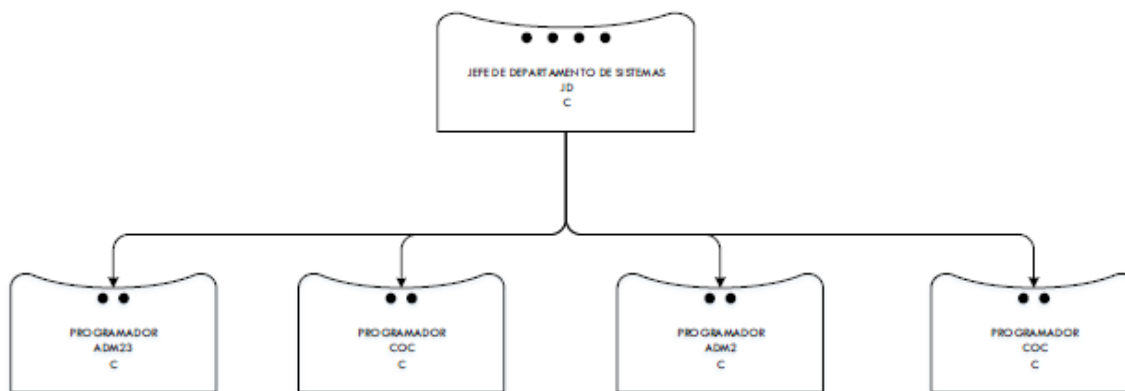 JEFE DE DEPARTAMENTO DE SISTEMAS
JD
C
PROGRAMADOR
ADM23
C
PROGRAMADOR
COC
C
PROGRAMADOR
ADM2
C
PROGRAMADOR
COC
C